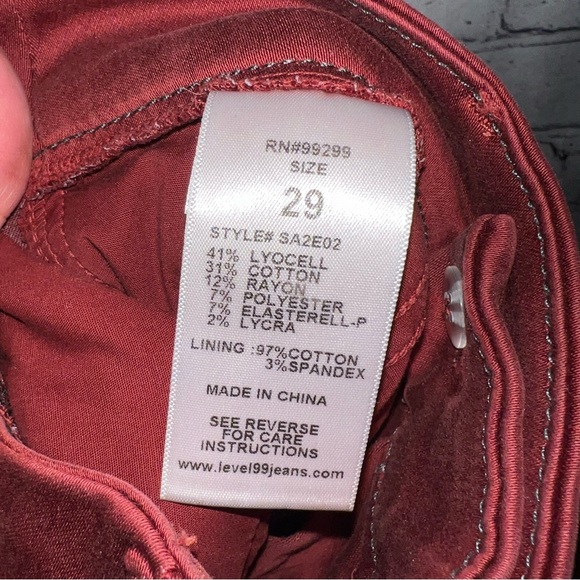 RN#99299
SIZE
29
STYLE# SA2E02
41% LYOCELL
31% COTTON
12% RAYON
7% POLYESTER
7% ELASTERELL-P
2% LYCRA
LINING :97%COTTON
3%SPANDEX
MADE IN CHINA
SEE REVERSE
FOR CARE
INSTRUCTIONS
www.level99jeans.com